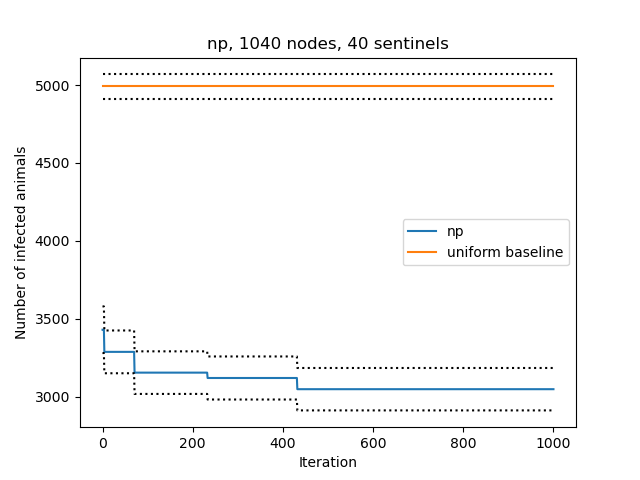 np, 1040 nodes, 40 sentinels
5000
4500
4000
3500
3000
Number of infected animals
np
uniform baseline
0
200
400
600
800
1000
Iteration